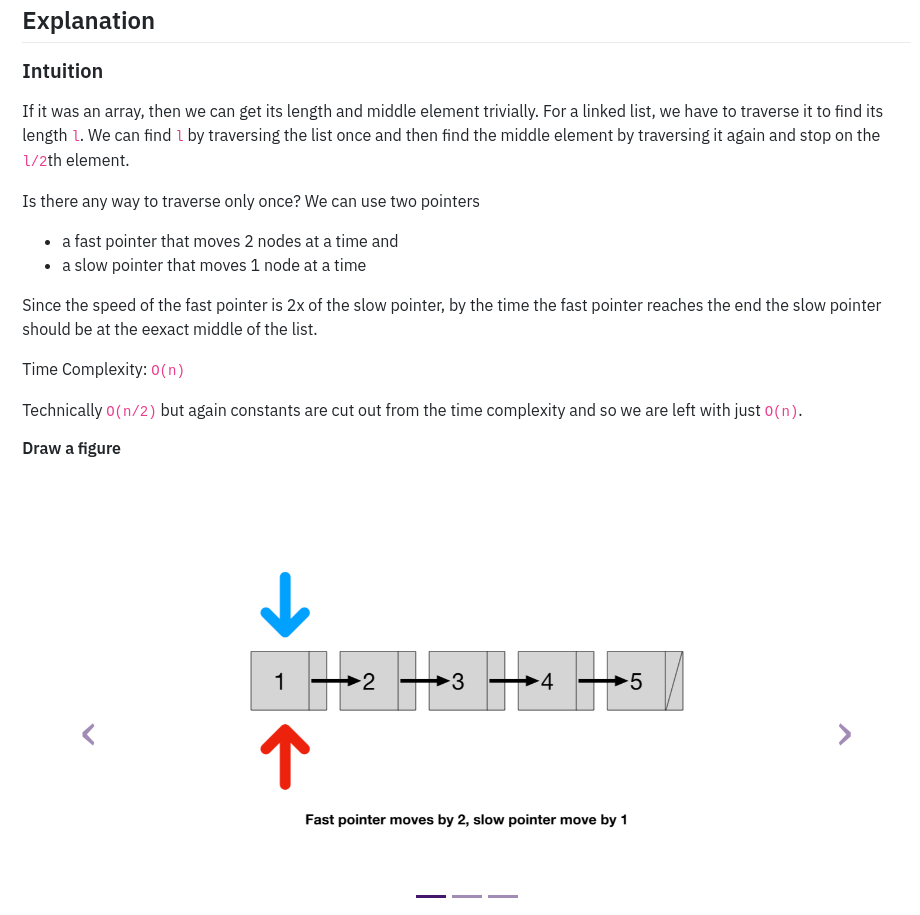 Explanation
Intuition
If it was an array, then we can get its length and middle element trivially. For a linked list, we have to traverse it to find its
length l. We can find l by traversing the list once and then find the middle element by traversing it again and stop on the
l/2th element.
Is there any way to traverse only once? We can use two pointers
• a fast pointer that moves 2 nodes at a time and
• a slow pointer that moves 1 node at a time
Since the speed of the fast pointer is 2x of the slow pointer, by the time the fast pointer reaches the end the slow pointer
should be at the eexact middle of the list.
Time Complexity: O(n)
Technically O(n/2) but again constants are cut out from the time complexity and so we are left with just O(n).
Draw a figure
1 2 3 4 5
Fast pointer moves by 2, slow pointer move by 1